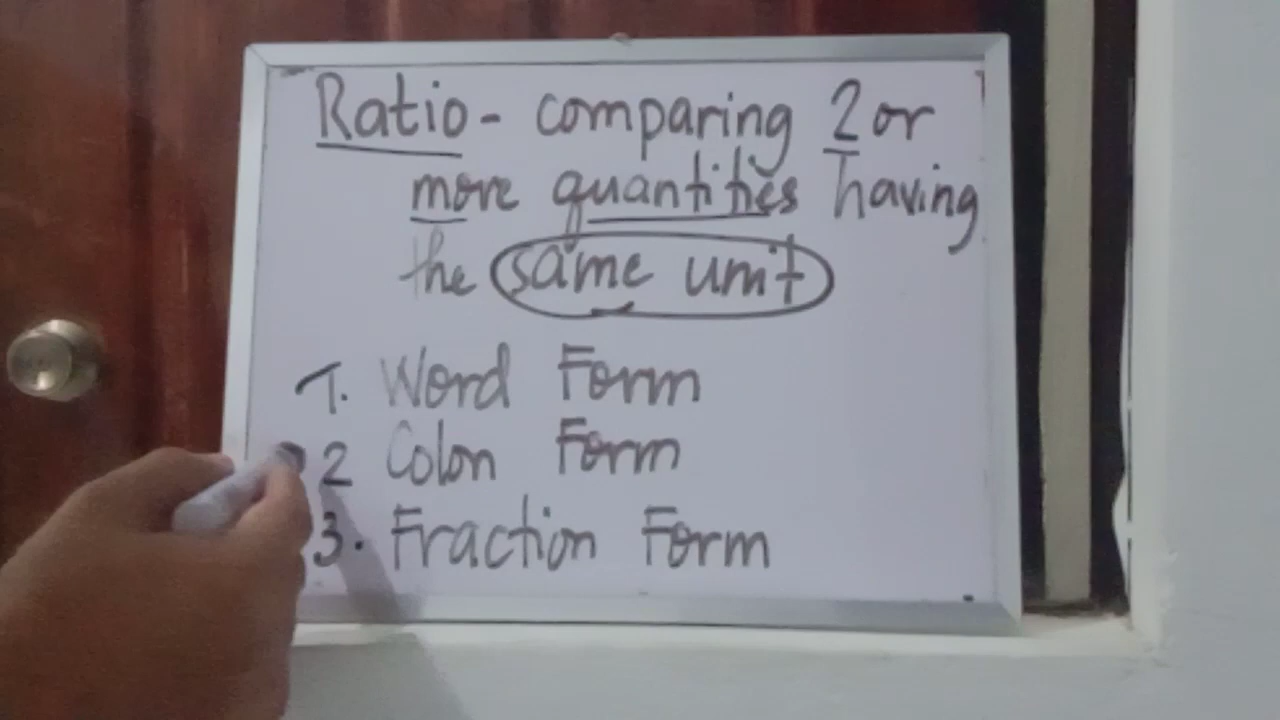 Ratio - comparing 2 or
more quantities having
the same unit
1. Word Form
2 Colon Form
3. Fraction Form